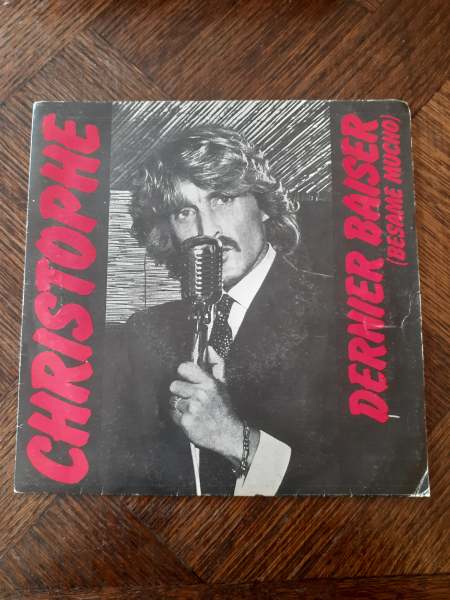 CHRISTOPHE
DERNIER BAISER
(BESAME MUCHO)